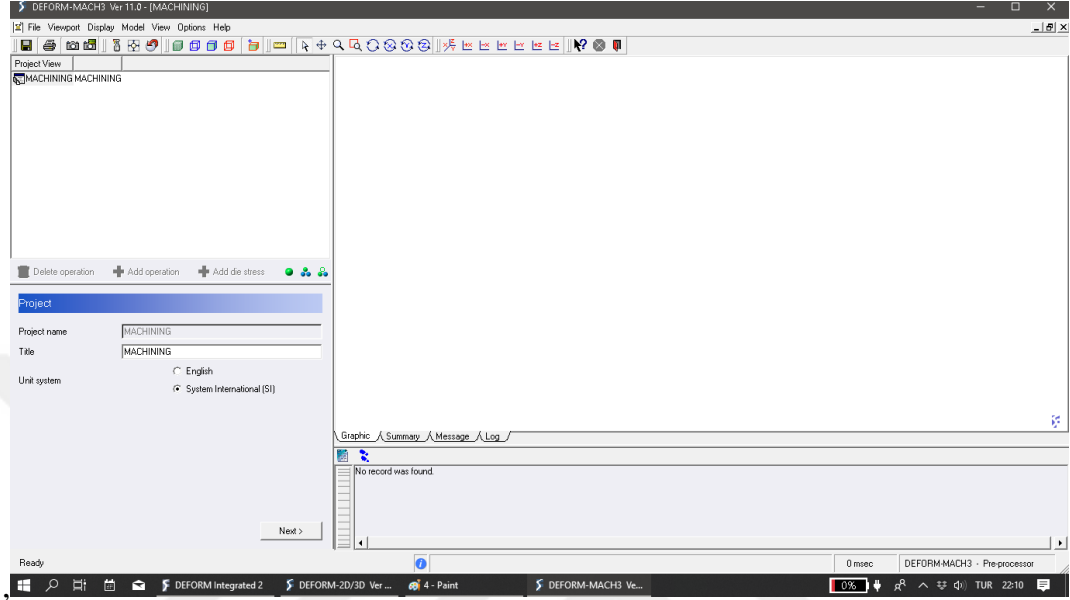 DEFORM-MACH3 Ver 11.0 - [MACHINING]
File Viewport Display Model View Options Help
Project View
MACHINING MACHINING
Delete operation Add operation Add die stress
Project
Project name MACHINING
Title MACHINING
Unit system
English
System International (SI)
Next >
Graphic Summary Message Log
No record was found.
Ready 0 msec DEFORM-MACH3 - Pre-processor
DEFORM Integrated 2 DEFORM-2D/3D Ver ... 4 - Paint DEFORM-MACH3 Ve... 0% TUR 22:10
,